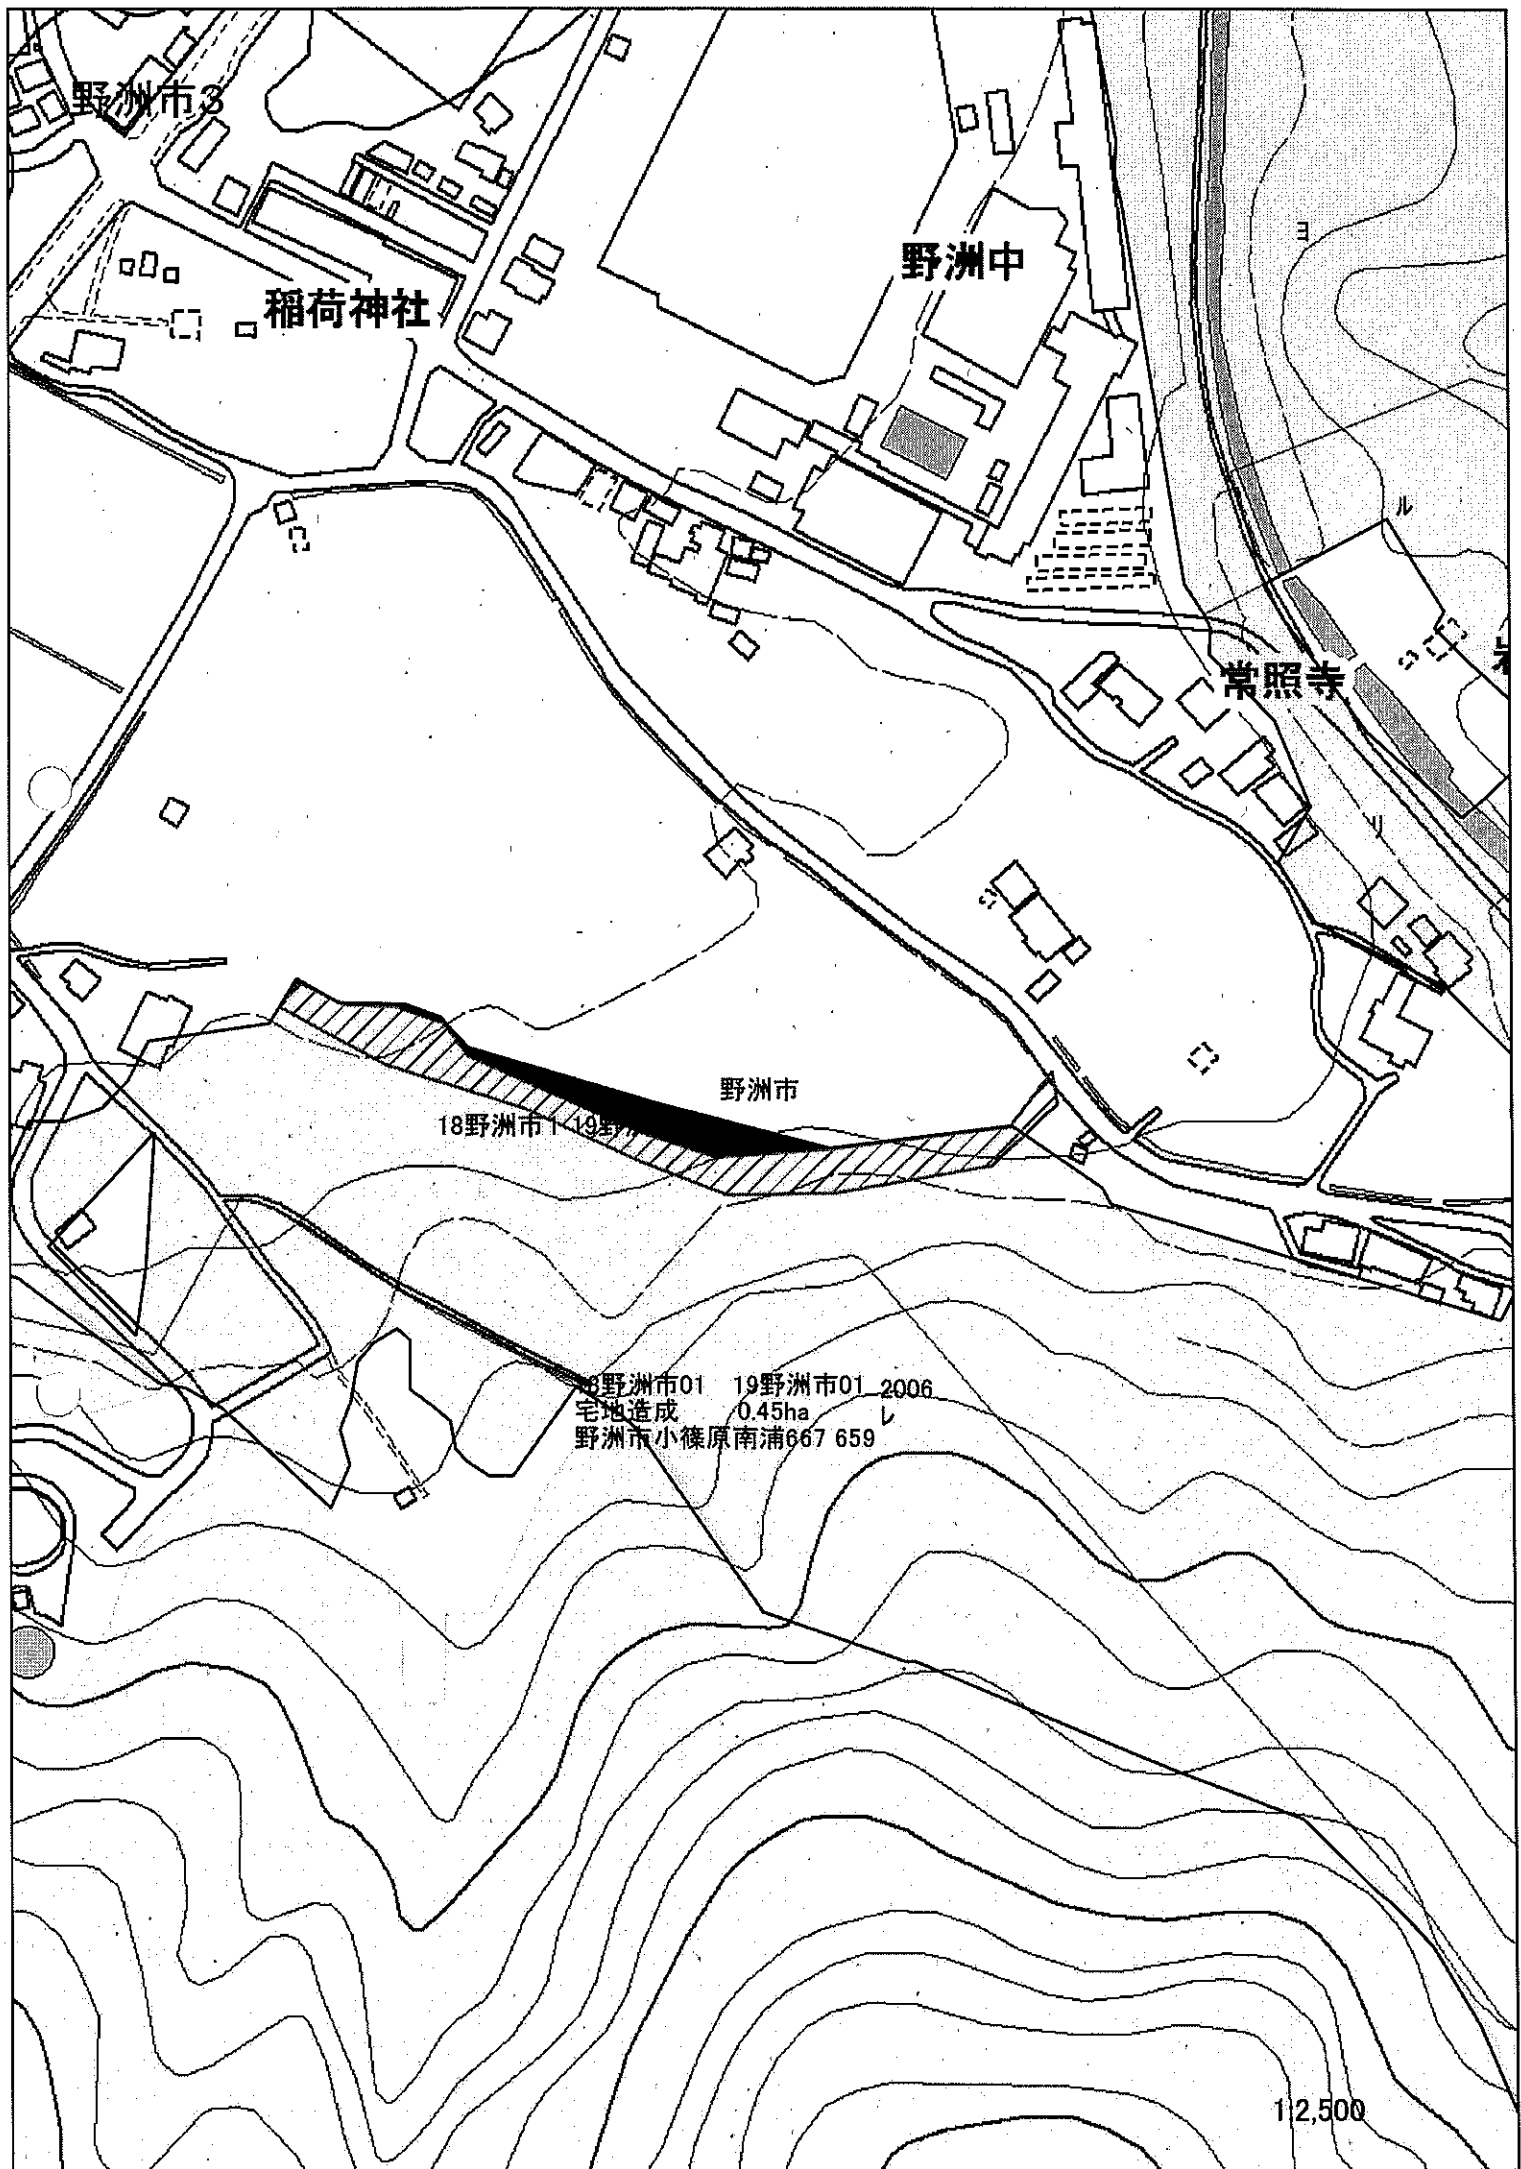 野洲市3
ヨ
野洲中
稲荷神社
ル
常照寺
リ
野洲市
18野洲市1 19野
野洲市01 19野洲市01 2006
宅地造成 0.45ha レ
野洲市小篠原南浦667 659
1:2,500